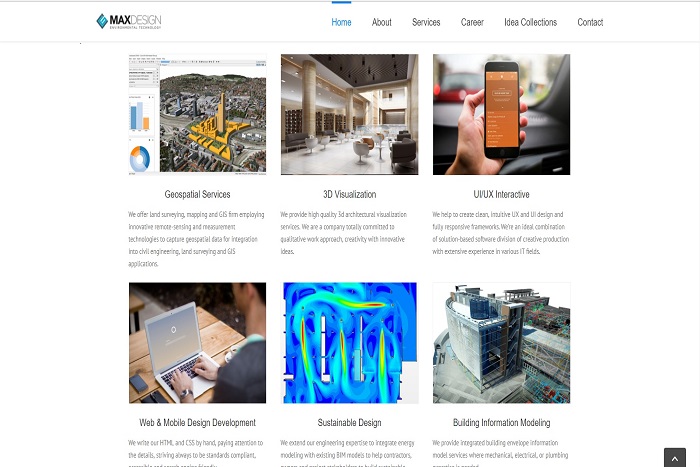 MAXDESIGN
ENVIRONMENTAL TECHNOLOGY
Home About Services Career Idea Collections Contact
Geospatial Services
We offer land surveying, mapping and GIS firm employing
innovative remote-sensing and measurement
technologies to capture geospatial data for integration
into civil engineering, land surveying and GIS
applications.
3D Visualization
We provide high quality 3d architectural visualization
services. We are a company totally committed to
qualitative work approach, creativity with innovative
ideas.
UI/UX Interactive
We help to create clean, intuitive UX and UI design and
fully responsive frameworks. We're an ideal combination
of solution-based software division of creative production
with extensive experience in various IT fields.
Web & Mobile Design Development
We write our HTML and CSS by hand, paying attention to
the details, striving always to be standards compliant,
Sustainable Design
We extend our engineering expertise to integrate energy
modeling with existing BIM models to help contractors,
Building Information Modeling
We provide integrated building envelope information
model services where mechanical, electrical, or plumbing